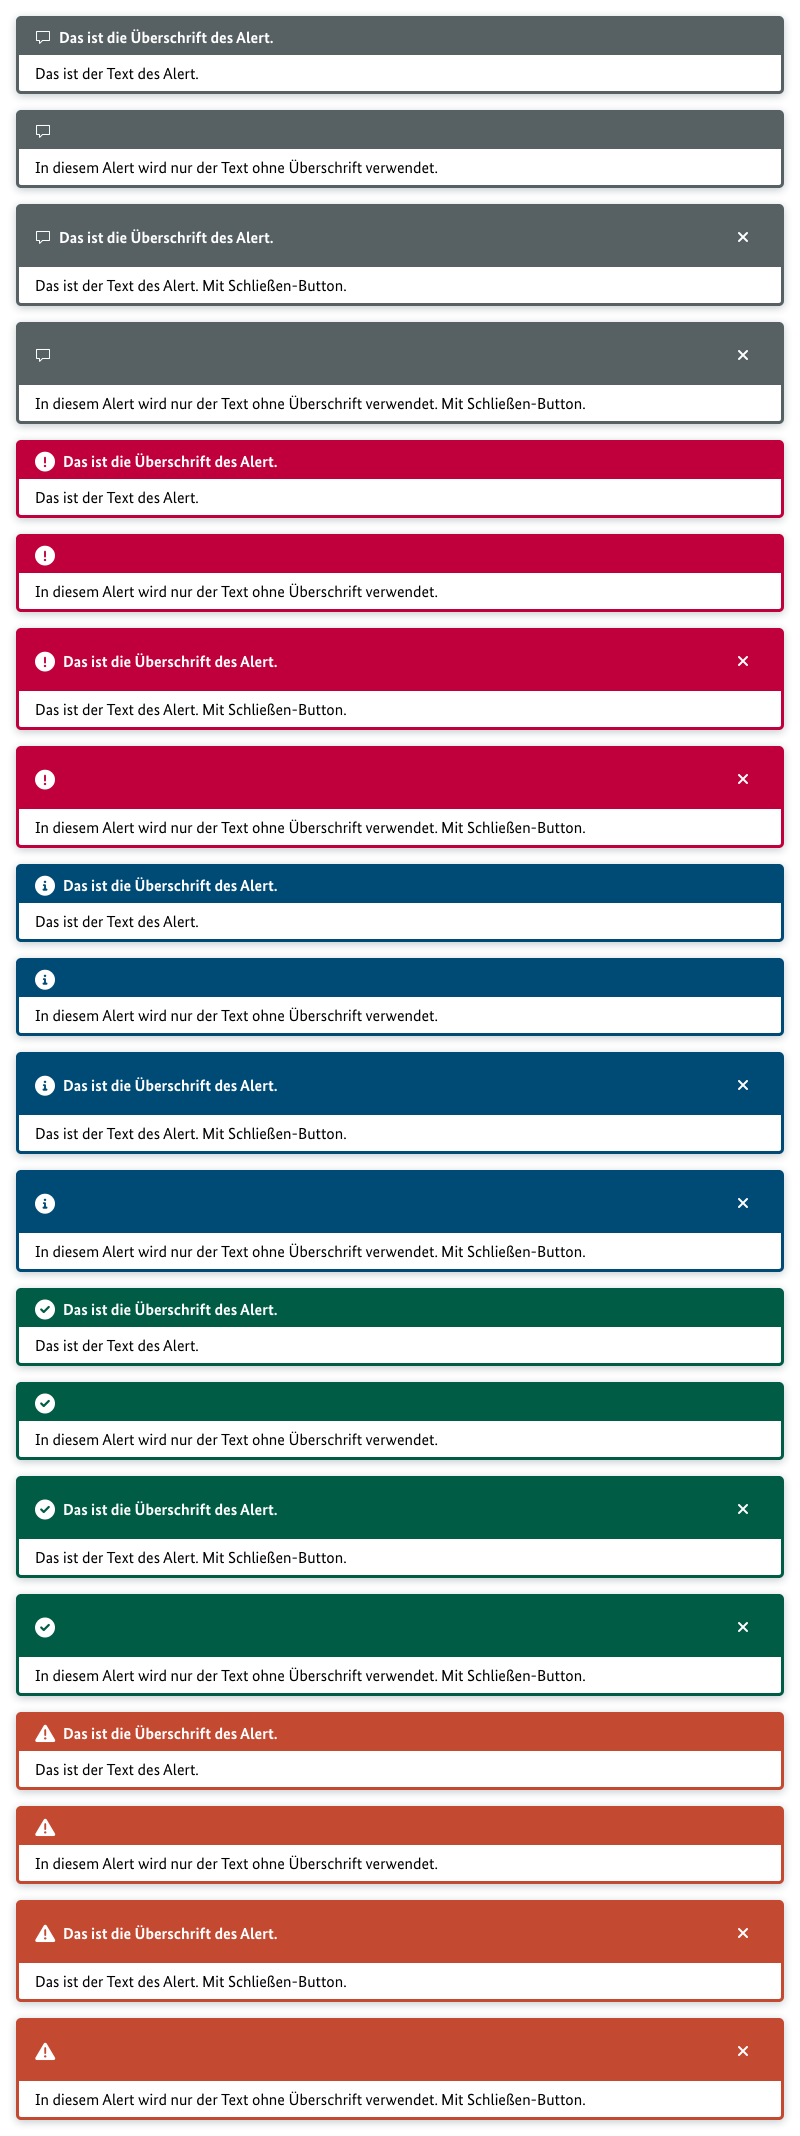 Das ist die Überschrift des Alert.
Das ist der Text des Alert.
In diesem Alert wird nur der Text ohne Überschrift verwendet.
Das ist die Überschrift des Alert.
Das ist der Text des Alert. Mit Schließen-Button.
In diesem Alert wird nur der Text ohne Überschrift verwendet. Mit Schließen-Button.
Das ist die Überschrift des Alert.
Das ist der Text des Alert.
In diesem Alert wird nur der Text ohne Überschrift verwendet.
Das ist die Überschrift des Alert.
Das ist der Text des Alert. Mit Schließen-Button.
In diesem Alert wird nur der Text ohne Überschrift verwendet. Mit Schließen-Button.
Das ist die Überschrift des Alert.
Das ist der Text des Alert.
In diesem Alert wird nur der Text ohne Überschrift verwendet.
Das ist die Überschrift des Alert.
Das ist der Text des Alert. Mit Schließen-Button.
In diesem Alert wird nur der Text ohne Überschrift verwendet. Mit Schließen-Button.
Das ist die Überschrift des Alert.
Das ist der Text des Alert.
In diesem Alert wird nur der Text ohne Überschrift verwendet.
Das ist die Überschrift des Alert.
Das ist der Text des Alert. Mit Schließen-Button.
In diesem Alert wird nur der Text ohne Überschrift verwendet. Mit Schließen-Button.
Das ist die Überschrift des Alert.
Das ist der Text des Alert.
In diesem Alert wird nur der Text ohne Überschrift verwendet.
Das ist die Überschrift des Alert.
Das ist der Text des Alert. Mit Schließen-Button.
In diesem Alert wird nur der Text ohne Überschrift verwendet. Mit Schließen-Button.